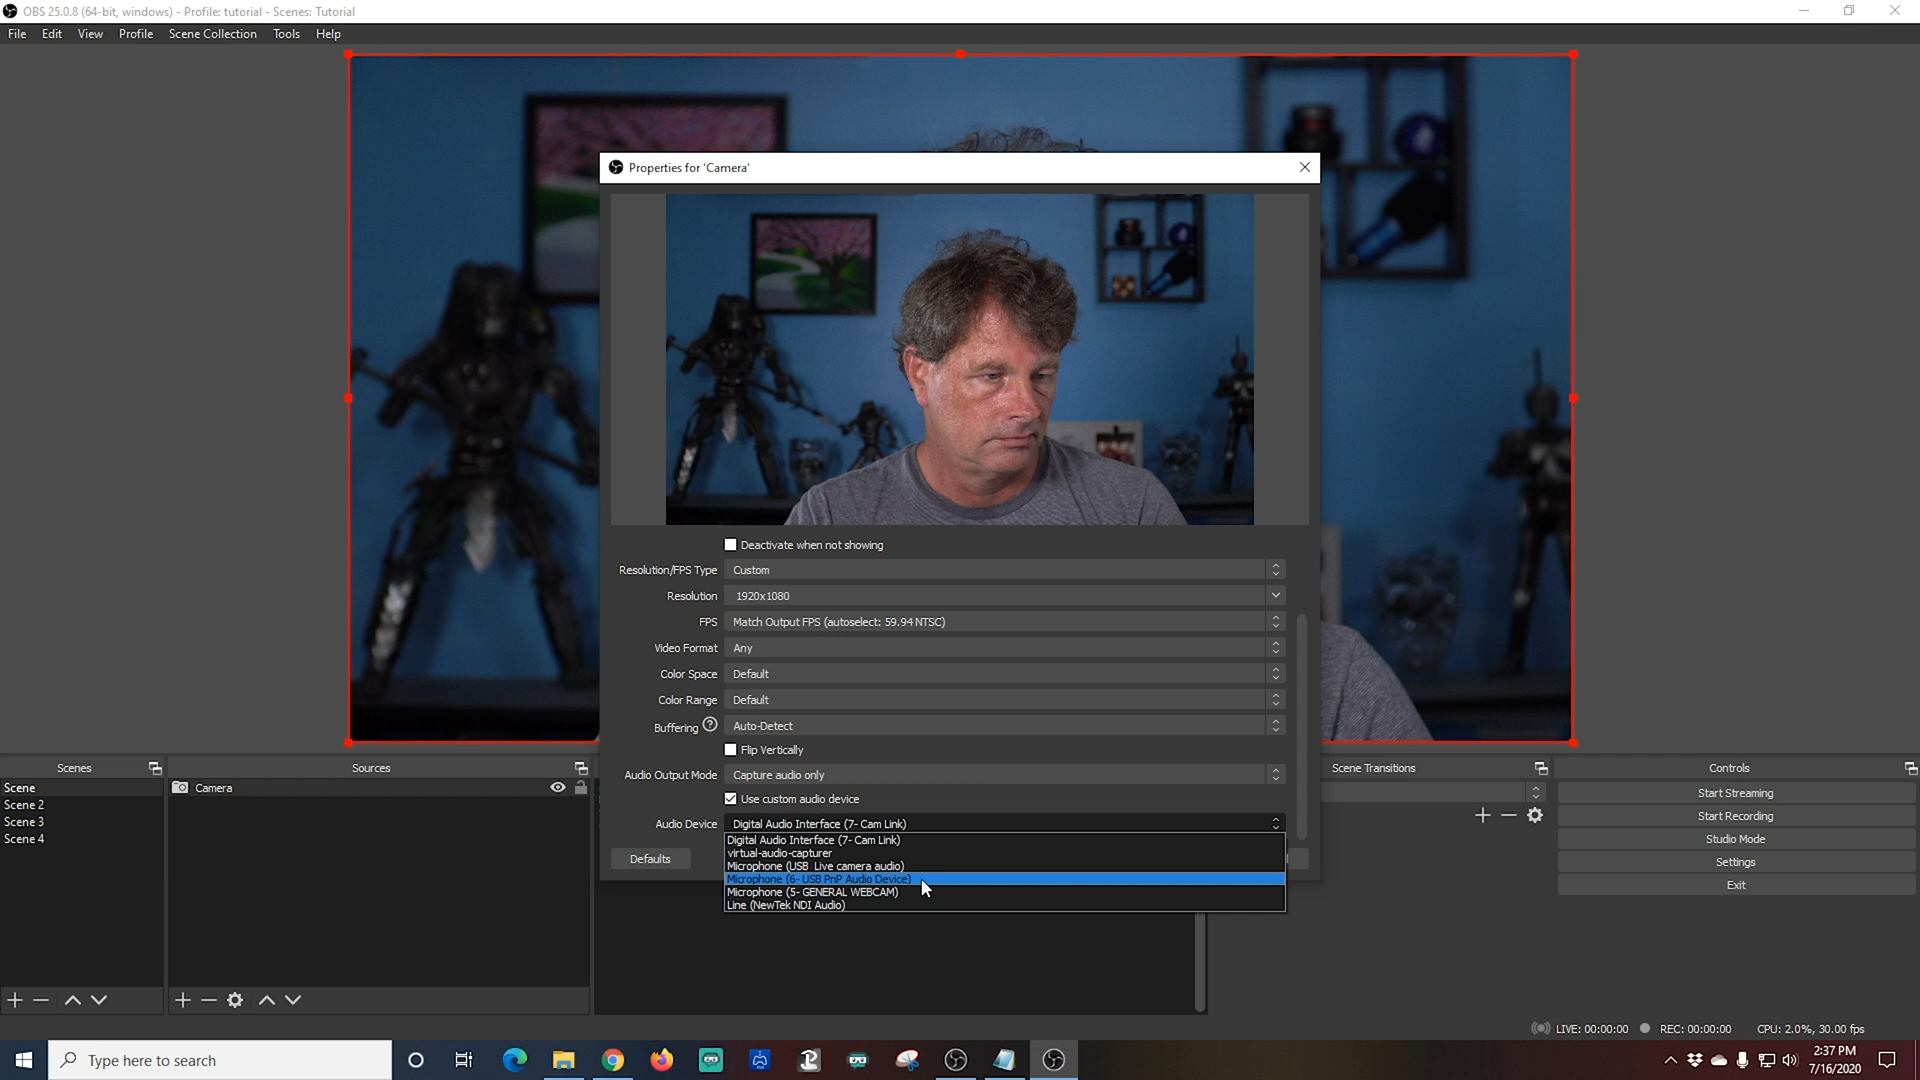 OBS 25.0.8 (64-bit, windows) - Profile: tutorial - Scenes: Tutorial
File Edit View Profile Scene Collection Tools Help
Properties for 'Camera'
Deactivate when not showing
Resolution/FPS Type Custom
Resolution 1920x1080
FPS Match Output FPS (autoselect: 59.94 NTSC)
Video Format Any
Color Space Default
Color Range Default
Buffering ? Auto-Detect
Flip Vertically
Audio Output Mode Capture audio only
Use custom audio device
Audio Device Digital Audio Interface (7- Cam Link)
Digital Audio Interface (7- Cam Link)
virtual-audio-capturer
Microphone (USB Live camera audio)
Microphone (6- USB PnP Audio Device)
Microphone (5- GENERAL WEBCAM)
Line (NewTek NDI Audio)
Defaults
Scenes
Scene
Scene 2
Scene 3
Scene 4
Sources
Camera
Scene Transitions
Controls
Start Streaming
Start Recording
Studio Mode
Settings
Exit
LIVE: 00:00:00 REC: 00:00:00 CPU: 2.0%, 30.00 fps
Type here to search
2:37 PM
7/16/2020